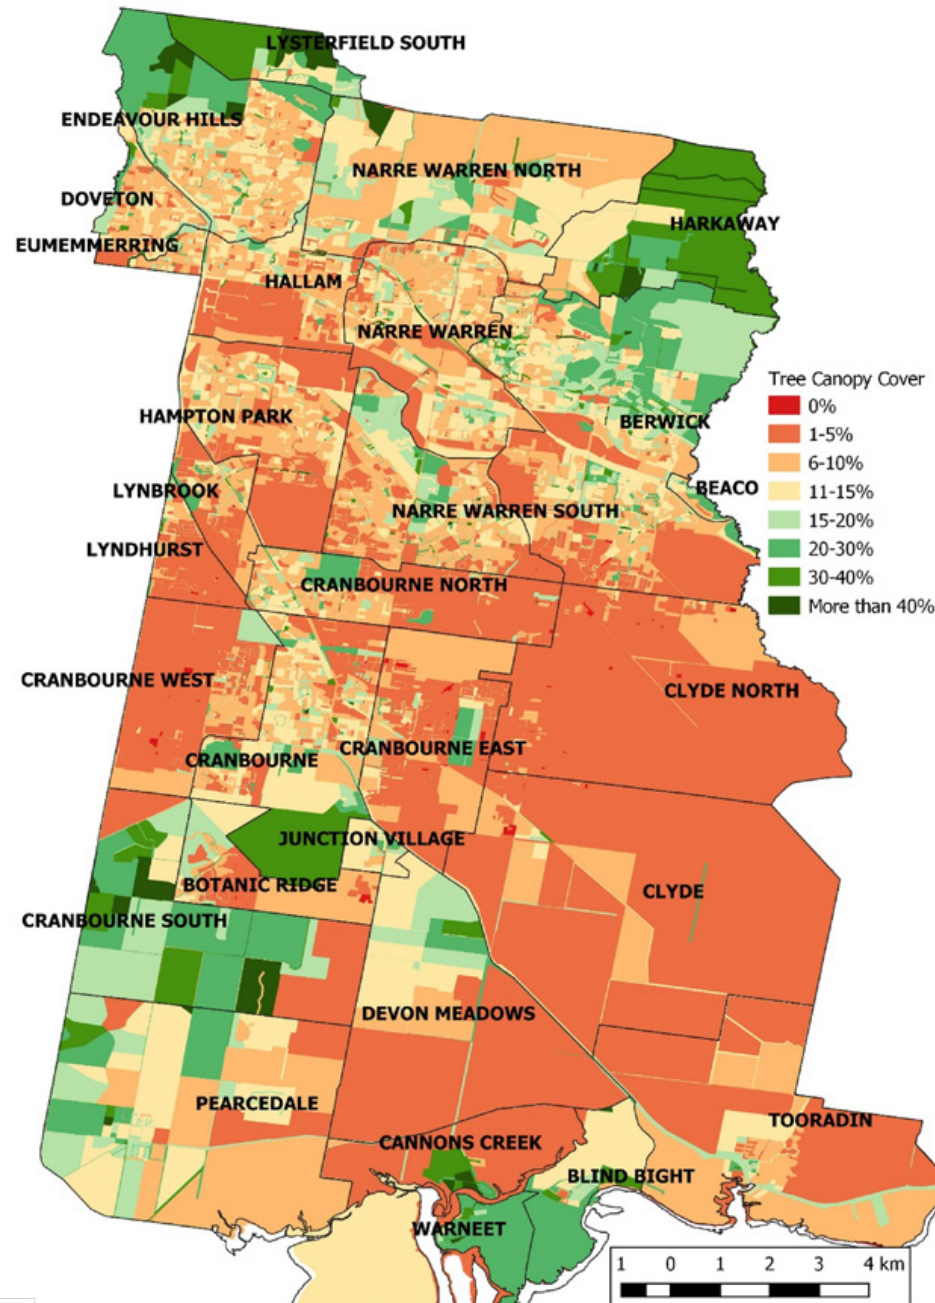 LYSTERFIELD SOUTH
ENDEAVOUR HILLS
NARRE WARREN NORTH
DOVETON
HARKAWAY
EUMEMMERRING
HALLAM
NARRE WARREN
Tree Canopy Cover
0%
1-5%
6-10%
11-15%
15-20%
20-30%
30-40%
More than 40%
HAMPTON PARK
BERWICK
LYNBROOK
BEACO
NARRE WARREN SOUTH
LYNDHURST
CRANBOURNE NORTH
CRANBOURNE WEST
CLYDE NORTH
CRANBOURNE EAST
CRANBOURNE
JUNCTION VILLAGE
BOTANIC RIDGE
CLYDE
CRANBOURNE SOUTH
DEVON MEADOWS
PEARCEDALE
TOORADIN
CANNONS CREEK
BLIND BIGHT
WARNEET
1 0 1 2 3 4 km